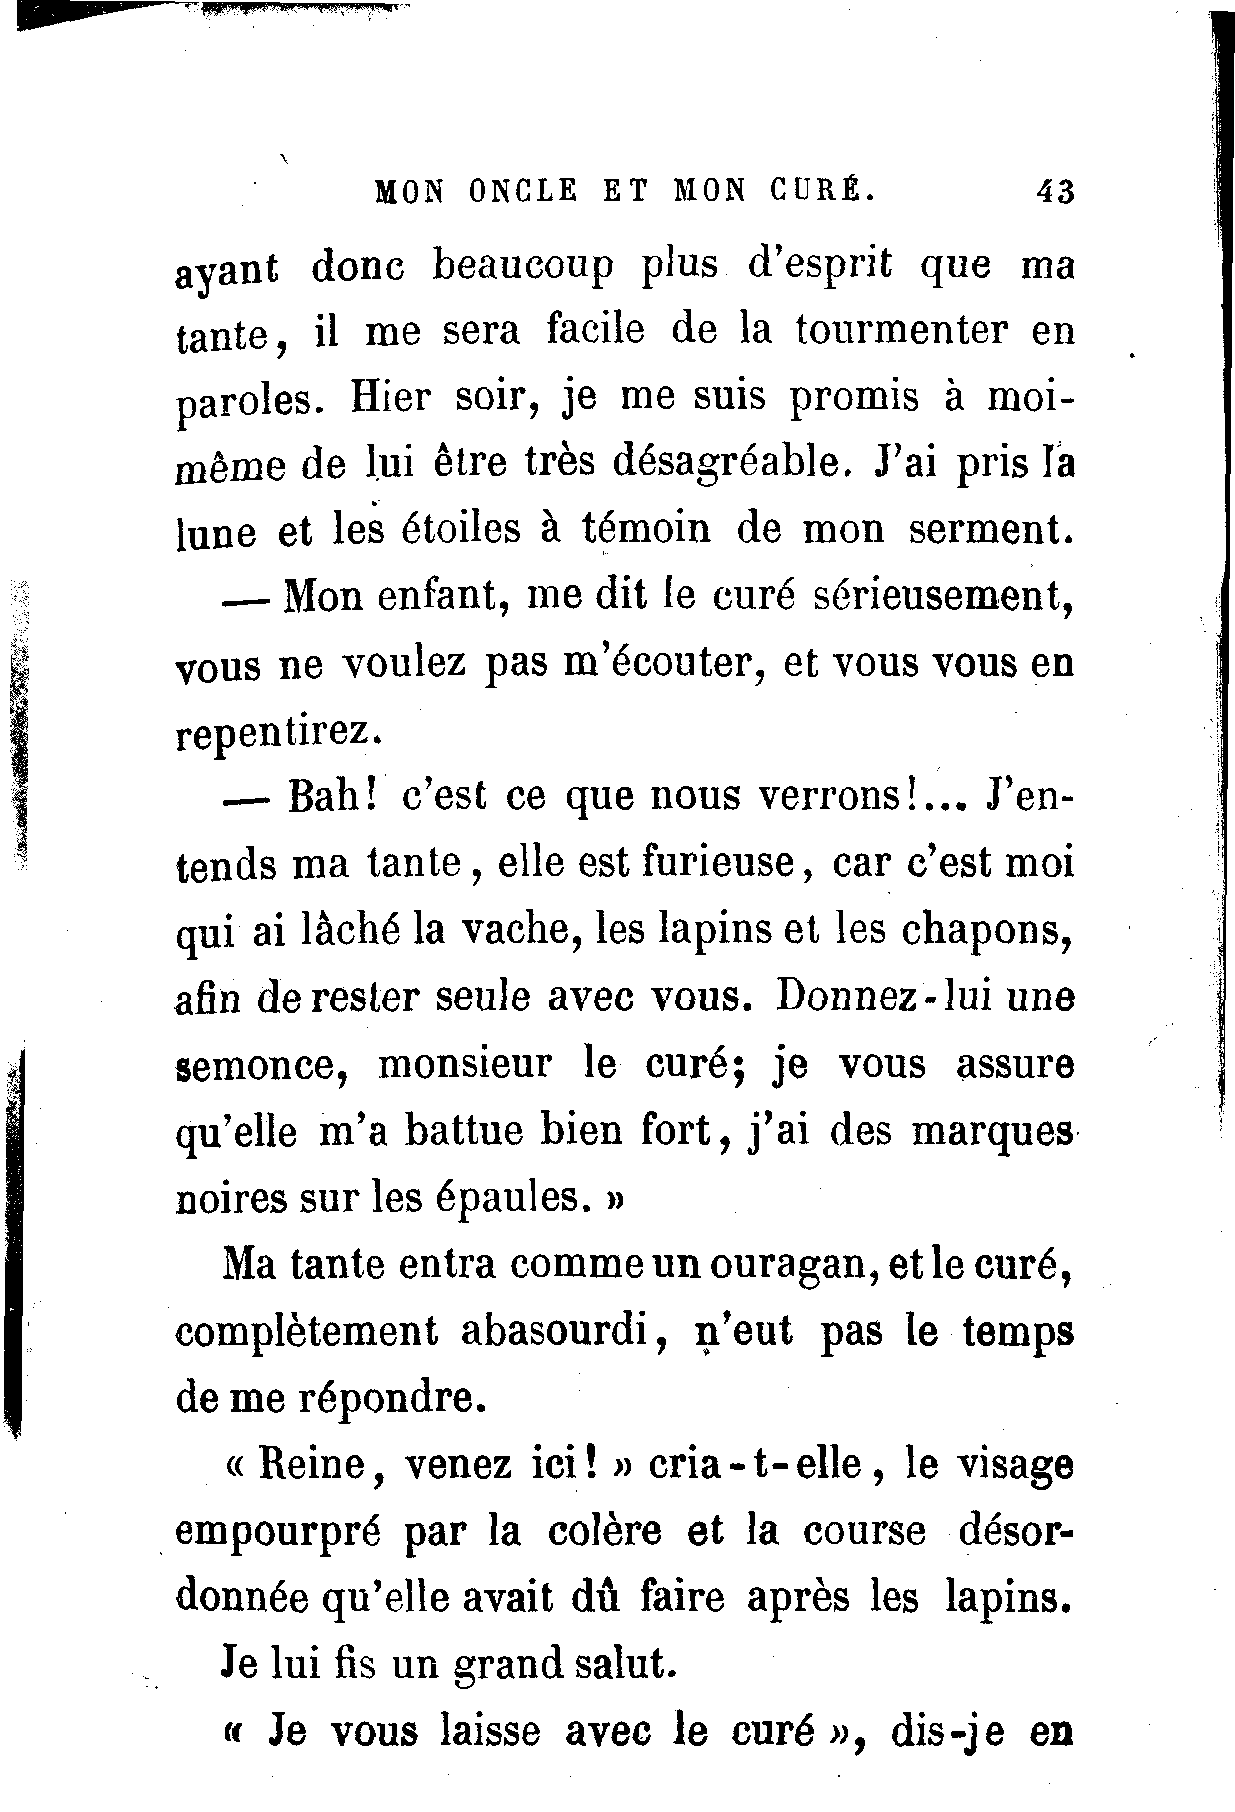 MON ONCLE ET MON CURÉ. 43
ayant donc beaucoup plus d'esprit que ma
tante, il me sera facile de la tourmenter en
paroles. Hier soir, je me suis promis à moi-
même de lui être très désagréable. J'ai pris la
lune et les étoiles à témoin de mon serment.
— Mon enfant, me dit le curé sérieusement,
vous ne voulez pas m'écouter, et vous vous en
repentirez.
— Bah! c'est ce que nous verrons!... J'en-
tends ma tante, elle est furieuse, car c'est moi
qui ai lâché la vache, les lapins et les chapons,
afin de rester seule avec vous. Donnez-lui une
semonce, monsieur le curé; je vous assure
qu'elle m'a battue bien fort, j'ai des marques
noires sur les épaules. »
Ma tante entra comme un ouragan, et le curé,
complètement abasourdi, n'eut pas le temps
de me répondre.
« Reine, venez ici! » cria-t-elle, le visage
empourpré par la colère et la course désor-
donnée qu'elle avait dû faire après les lapins.
Je lui fis un grand salut.
« Je vous laisse avec le curé », dis-je en